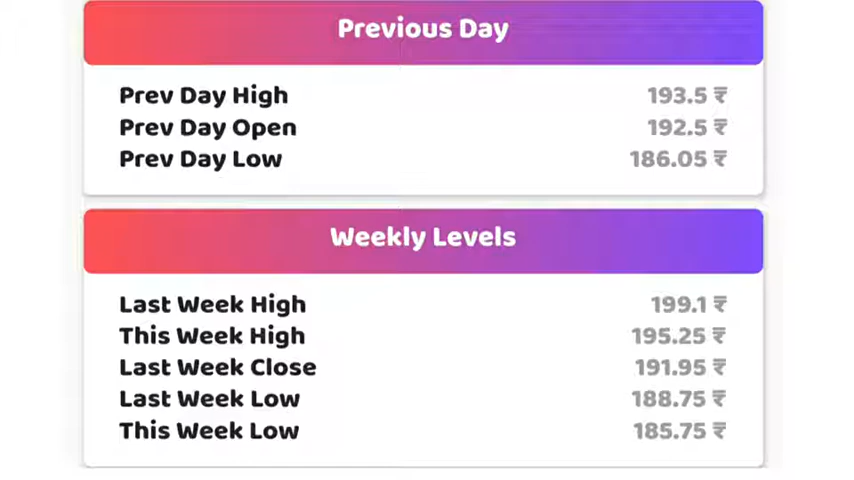 Previous Day
Prev Day High 193.5 ₹
Prev Day Open 192.5 ₹
Prev Day Low 186.05 ₹
Weekly Levels
Last Week High 199.1 ₹
This Week High 195.25 ₹
Last Week Close 191.95 ₹
Last Week Low 188.75 ₹
This Week Low 185.75 ₹